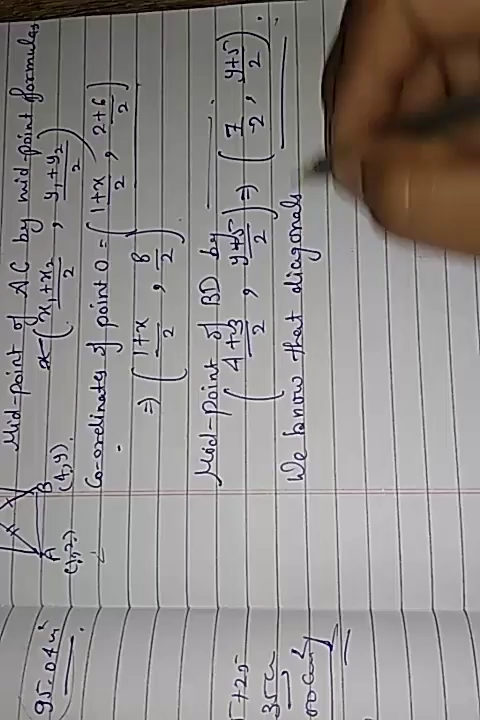 Mid-point of AC by mid-point formulas
(x₁+x₂/2 , y₁+y₂/2)
A
(1,2)
B
(4,y).
Co-ordinates of point O = (1+x/2 , 2+6/2)
=> (1+x/2 , 8/2).
Mid-point of BD by
(4+3/2 , y+5/2) => (7/2 , y+5/2).
We know that diagonals
95.04
+25
35